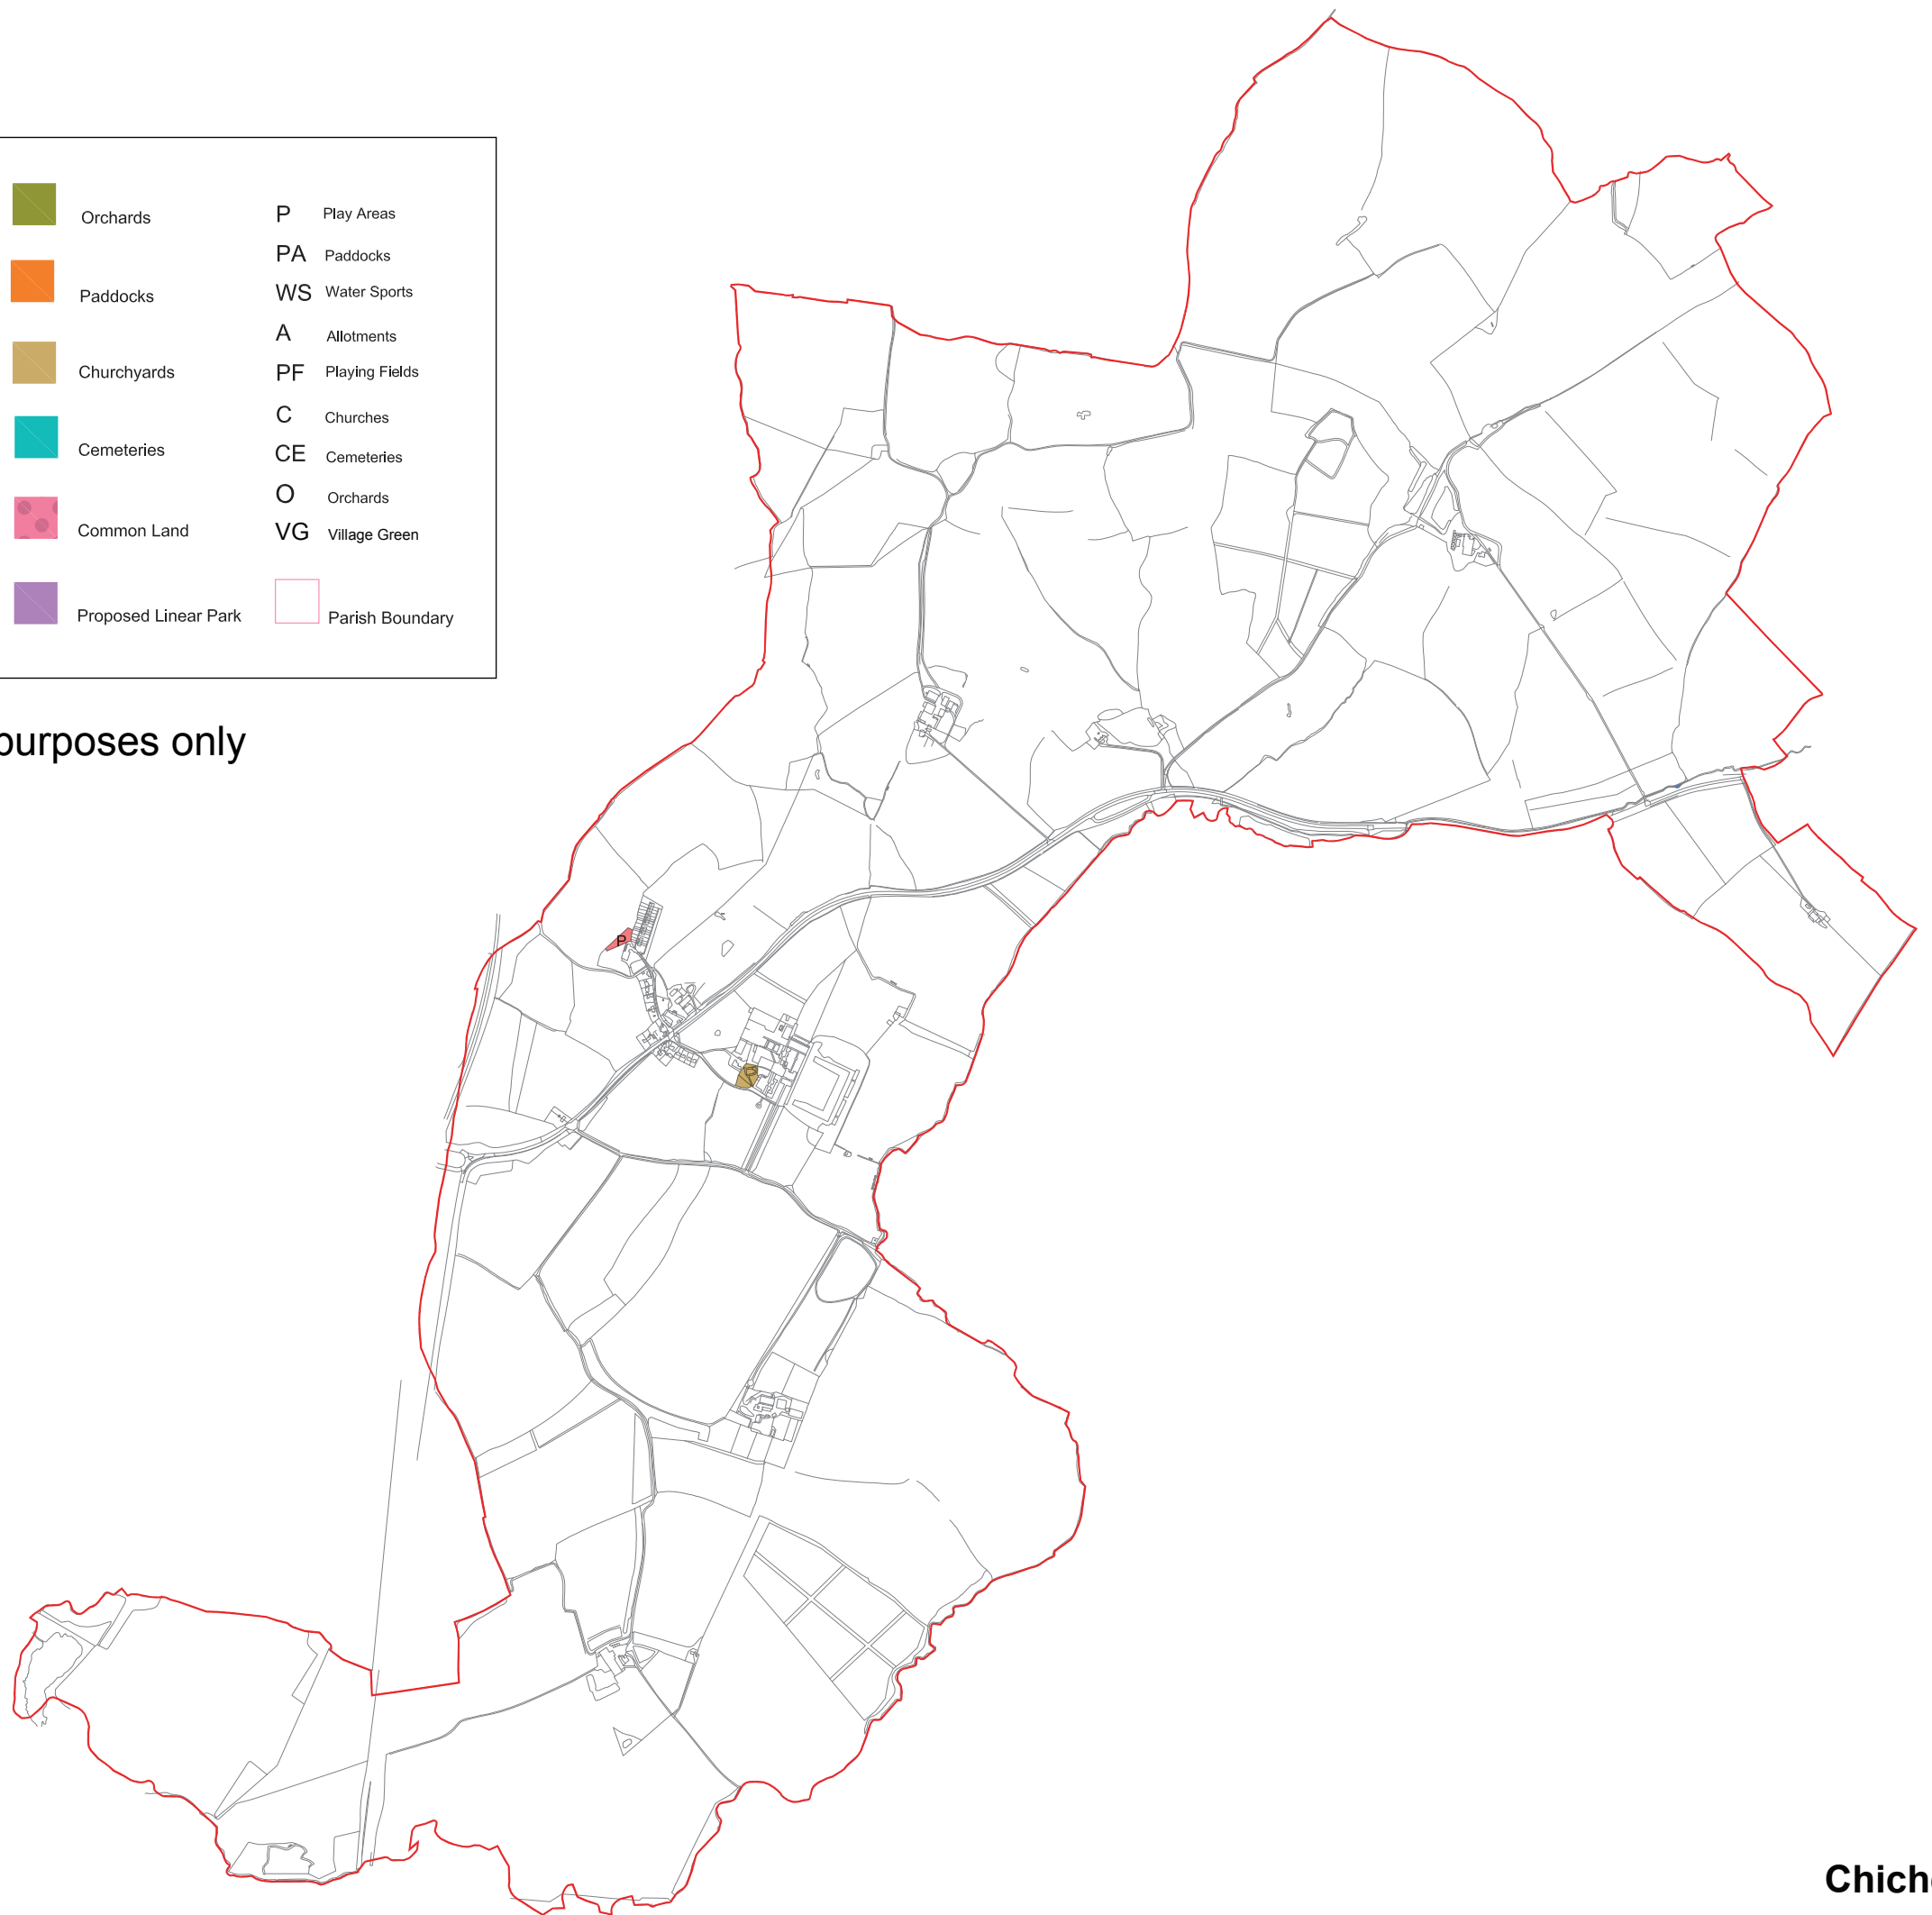 Orchards
Paddocks
Churchyards
Cemeteries
Common Land
Proposed Linear Park
P Play Areas
PA Paddocks
WS Water Sports
A Allotments
PF Playing Fields
C Churches
CE Cemeteries
O Orchards
VG Village Green
Parish Boundary
purposes only
P
Chiche